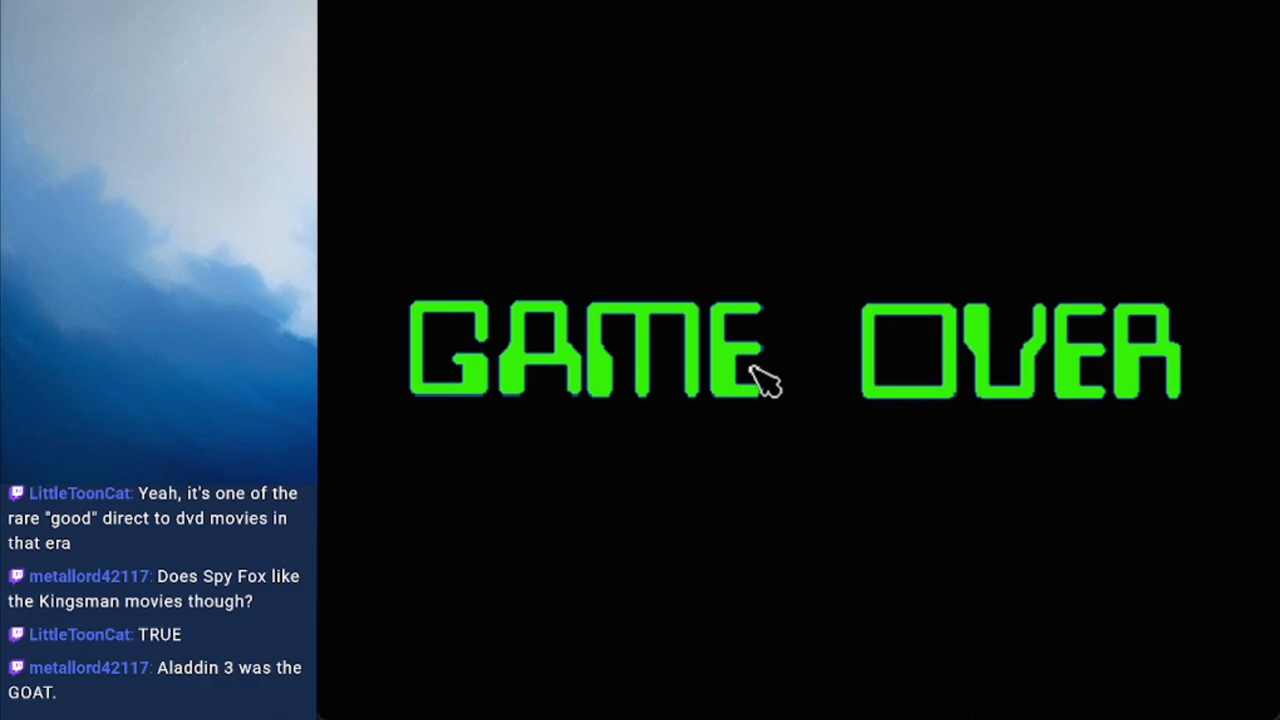 LittleToonCat: Yeah, it's one of the
rare "good" direct to dvd movies in
that era
metallord42117: Does Spy Fox like
the Kingsman movies though?
LittleToonCat: TRUE
metallord42117: Aladdin 3 was the
GOAT.
GAME OVER